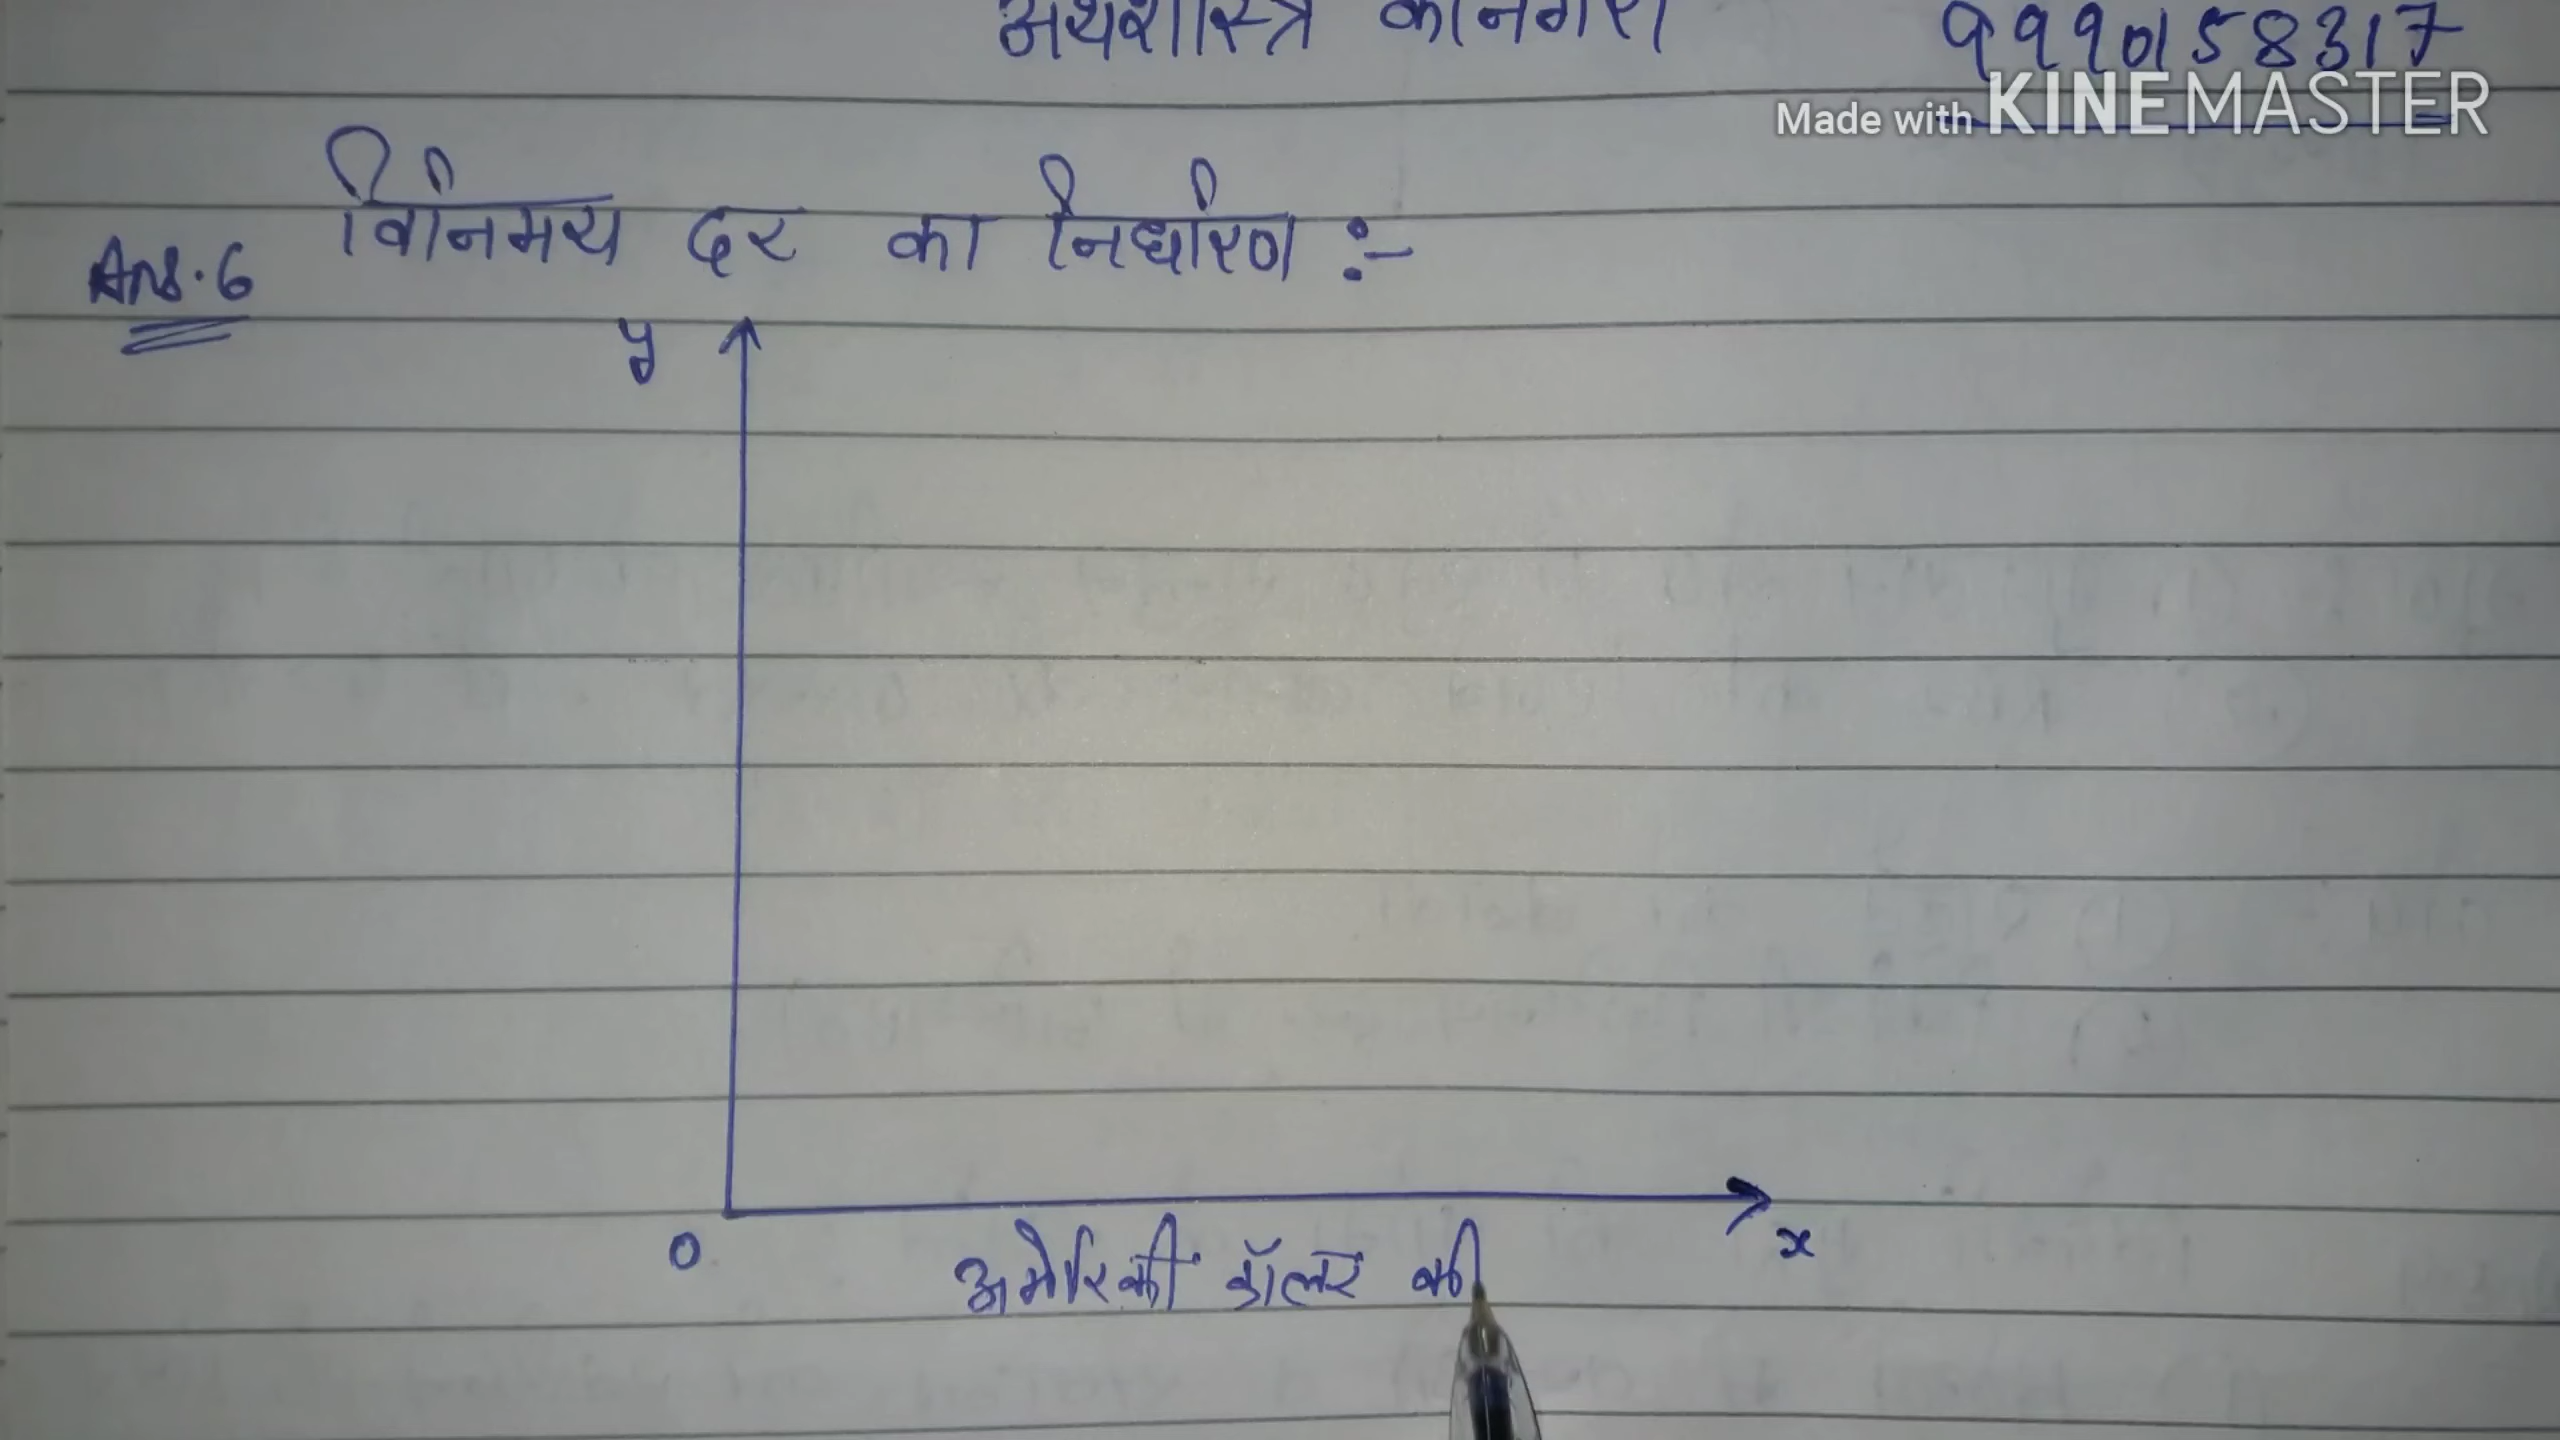 अर्थशास्त्र की नगरी 9990158317
Made with KINEMASTER
Ans.6 विनिमय दर का निर्धारण :-
y
0 x
अमेरिकी डॉलर की